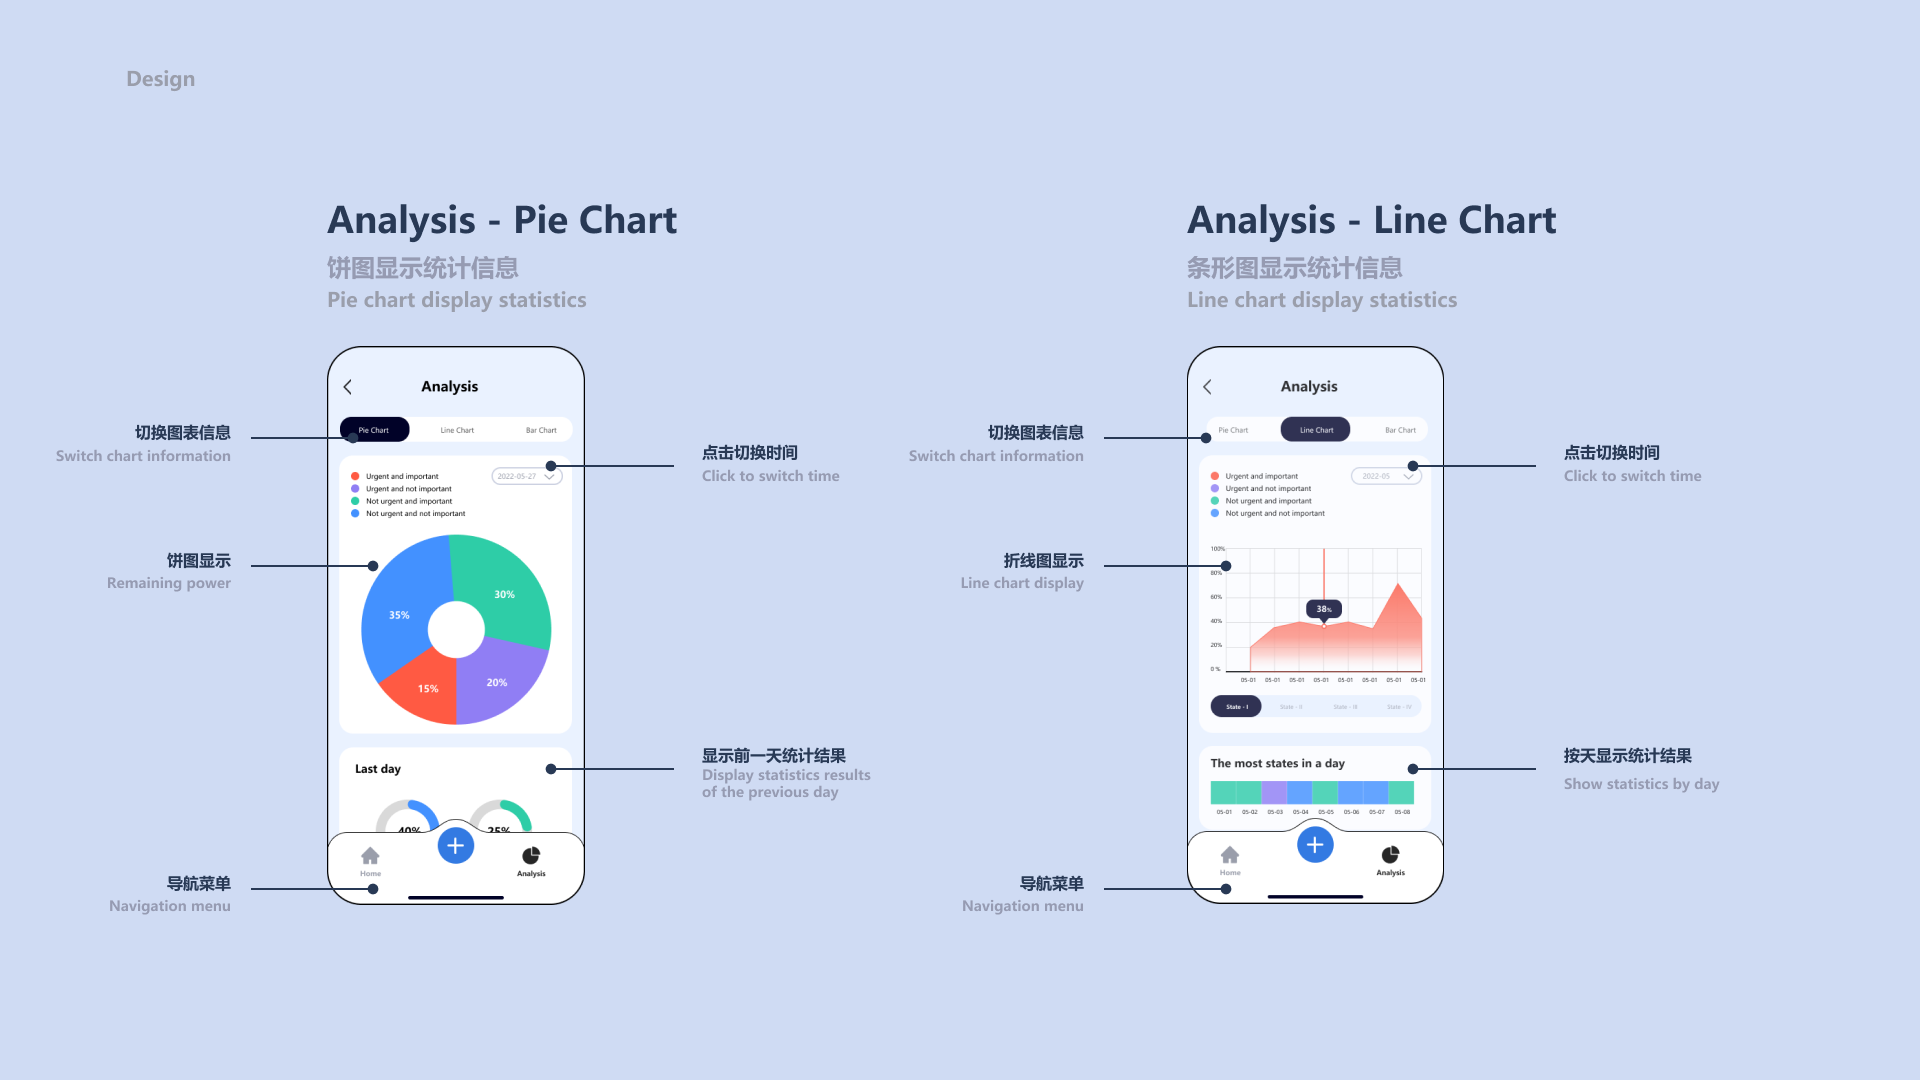 Design
Analysis - Pie Chart
饼图显示统计信息
Pie chart display statistics
切换图表信息
Switch chart information
饼图显示
Remaining power
导航菜单
Navigation menu
Analysis
Pie Chart
Line Chart
Bar Chart
Urgent and important
Urgent and not important
Not urgent and important
Not urgent and not important
2022-05-27
30%
35%
20%
15%
Last day
40%
25%
Home
Analysis
点击切换时间
Click to switch time
显示前一天统计结果
Display statistics results
of the previous day
Analysis - Line Chart
条形图显示统计信息
Line chart display statistics
切换图表信息
Switch chart information
折线图显示
Line chart display
导航菜单
Navigation menu
Analysis
Pie Chart
Line Chart
Bar Chart
Urgent and important
Urgent and not important
Not urgent and important
Not urgent and not important
2022-05
100%
80%
60%
40%
20%
0 %
38%
05-01 05-01 05-01 05-01 05-01 05-01 05-01 05-01
State - I
State - II
State - III
State - IV
The most states in a day
05-01 05-02 05-03 05-04 05-05 05-06 05-07 05-08
Home
Analysis
点击切换时间
Click to switch time
按天显示统计结果
Show statistics by day